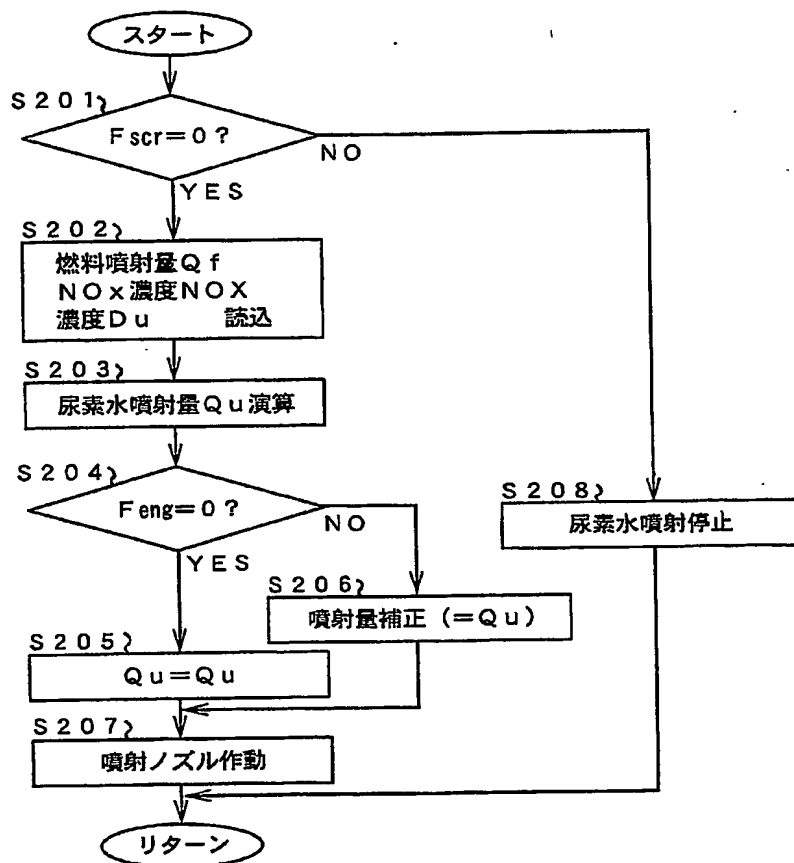 スタート
S201
Fscr=0?
NO
YES
S202
燃料噴射量Qf
NOx濃度NOX
濃度Du 読込
S203
尿素水噴射量Qu演算
S204
Feng=0?
NO
YES
S208
尿素水噴射停止
S206
噴射量補正(=Qu)
S205
Qu=Qu
S207
噴射ノズル作動
リターン